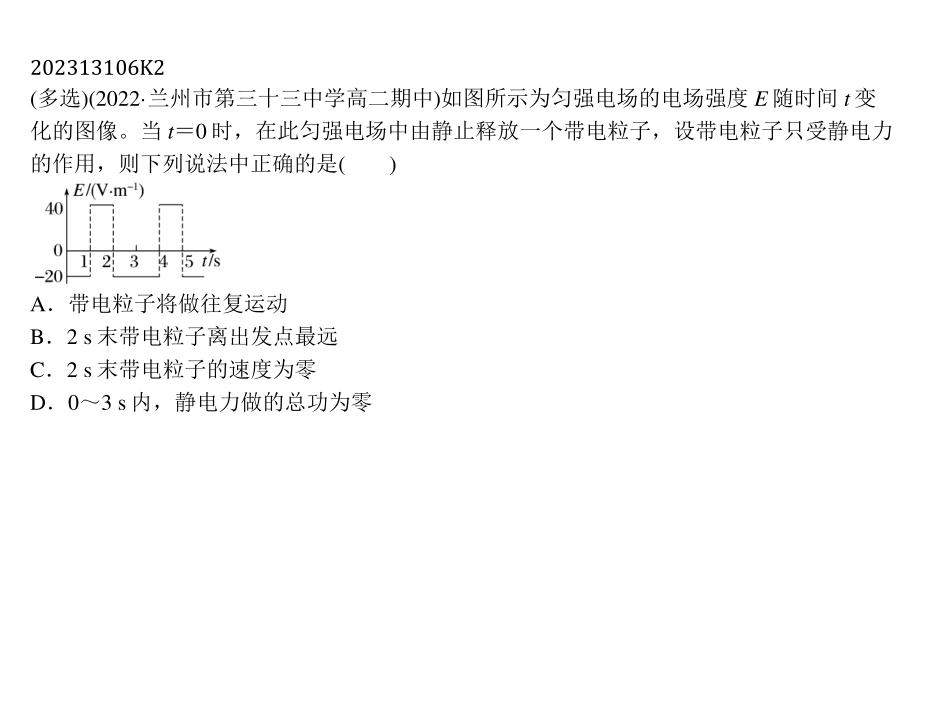 202313106K2
(多选)(2022·兰州市第三十三中学高二期中)如图所示为匀强电场的电场强度 E 随时间 t 变
化的图像。当 t＝0 时，在此匀强电场中由静止释放一个带电粒子，设带电粒子只受静电力
的作用，则下列说法中正确的是(　　)
E/(V·m⁻¹)
40
0
1 2 3 4 5 t/s
−20
A．带电粒子将做往复运动
B．2 s 末带电粒子离出发点最远
C．2 s 末带电粒子的速度为零
D．0～3 s 内，静电力做的总功为零